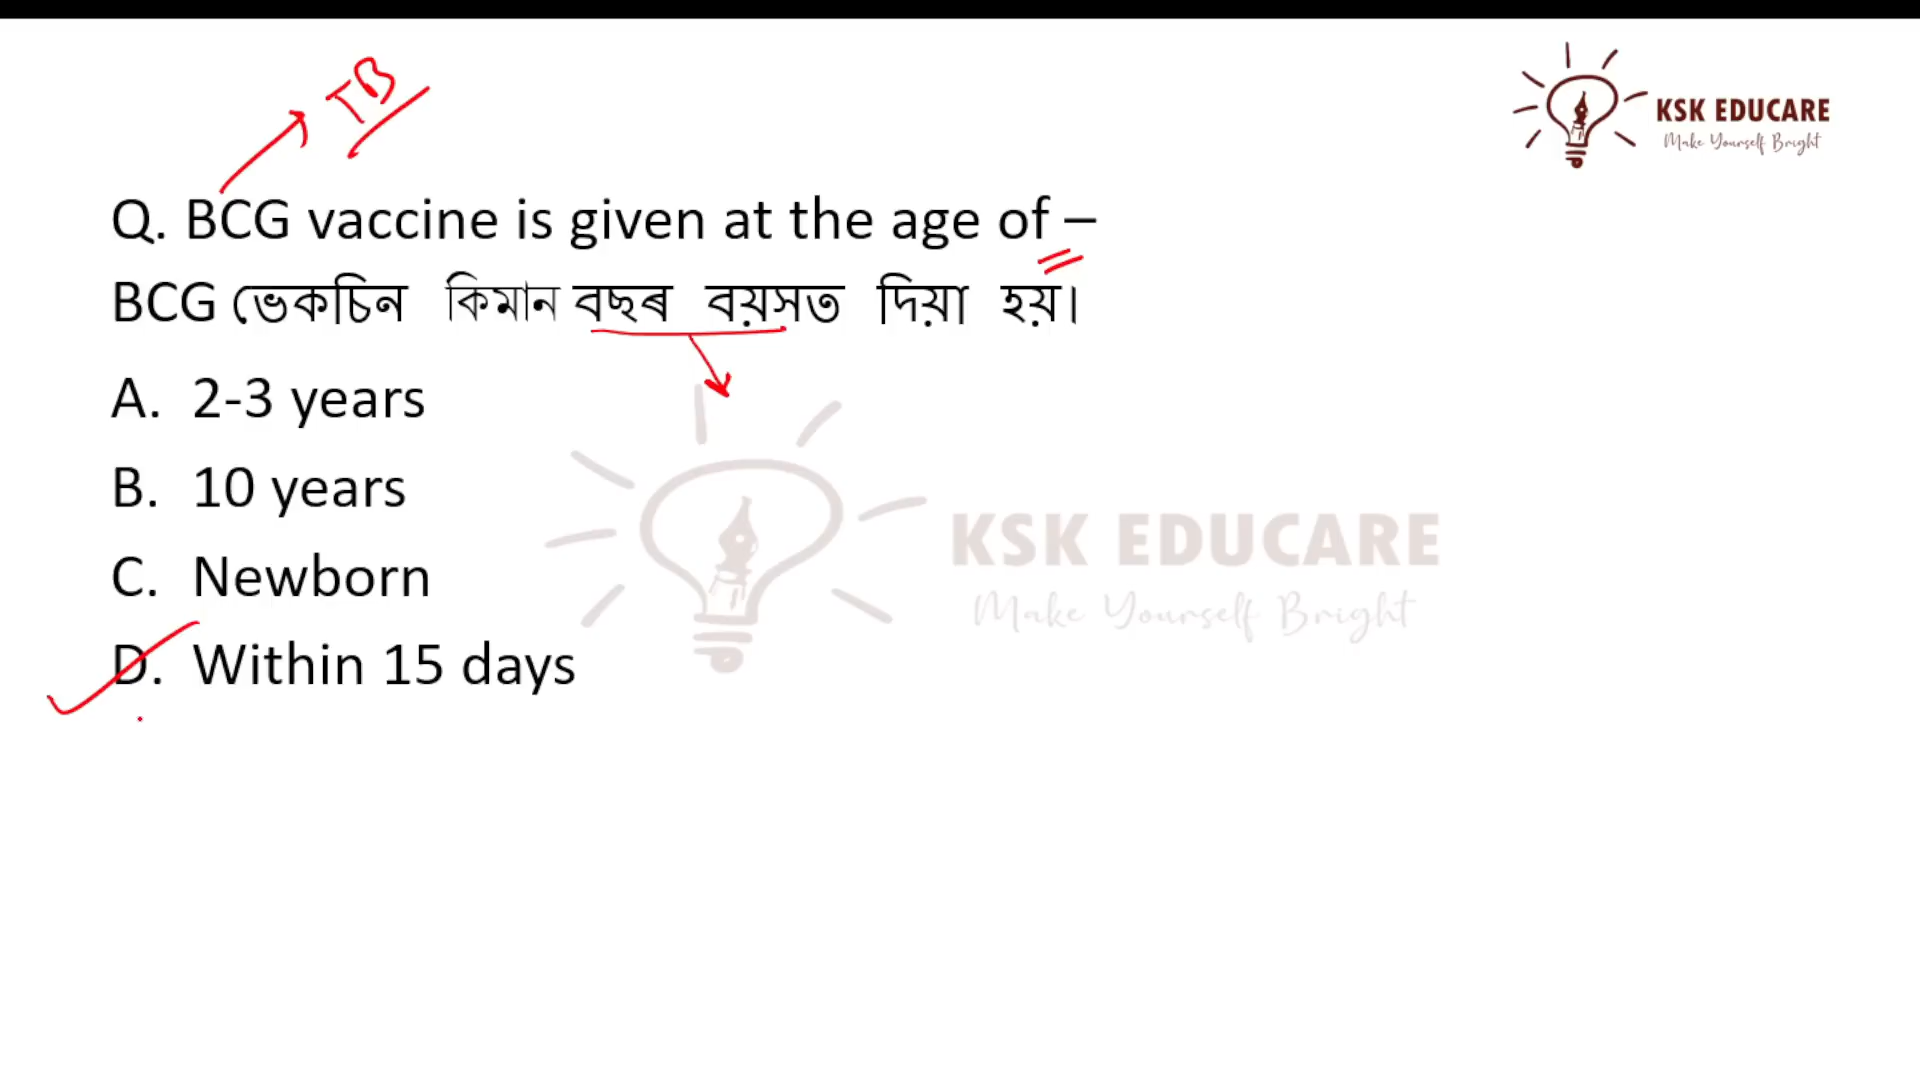 TB
KSK EDUCARE
Make Yourself Bright
Q. BCG vaccine is given at the age of –
BCG ভেকচিন কিমান বছৰ বয়সত দিয়া হয়।
A. 2-3 years
B. 10 years
C. Newborn
D. Within 15 days
KSK EDUCARE
Make Yourself Bright